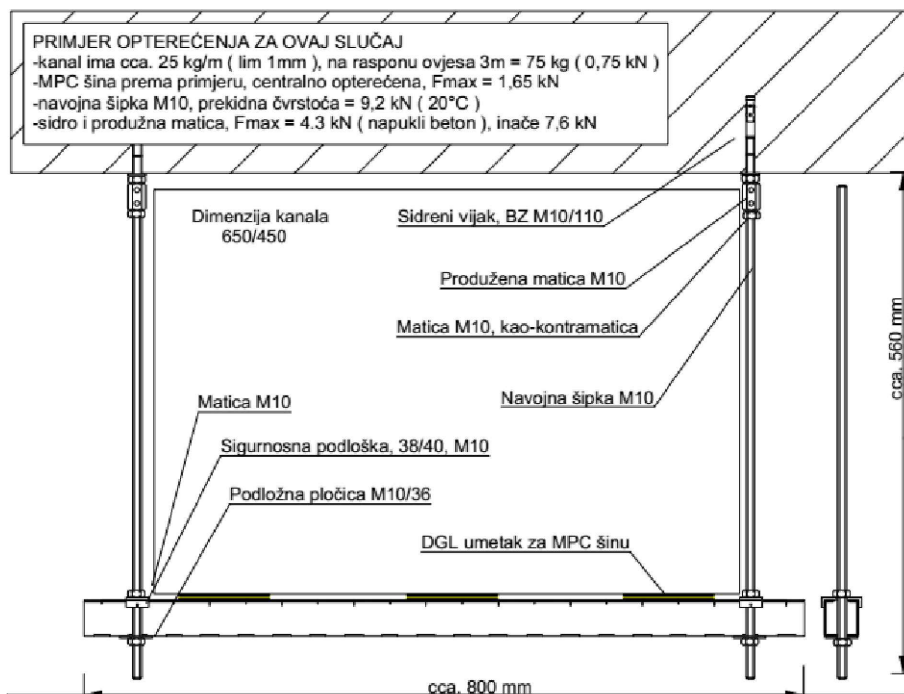 PRIMJER OPTEREĆENJA ZA OVAJ SLUČAJ
-kanal ima cca. 25 kg/m ( lim 1mm ), na rasponu ovjesa 3m = 75 kg ( 0,75 kN )
-MPC šina prema primjeru, centralno opterećena, Fmax = 1,65 kN
-navojna šipka M10, prekidna čvrstoća = 9,2 kN ( 20°C )
-sidro i produžna matica, Fmax = 4.3 kN ( napukli beton ), inače 7,6 kN
Dimenzija kanala
650/450
Sidreni vijak, BZ M10/110
Produžena matica M10
Matica M10, kao-kontramatica
Navojna šipka M10
Matica M10
Sigurnosna podloška, 38/40, M10
Podložna pločica M10/36
DGL umetak za MPC šinu
cca. 560 mm
cca. 800 mm